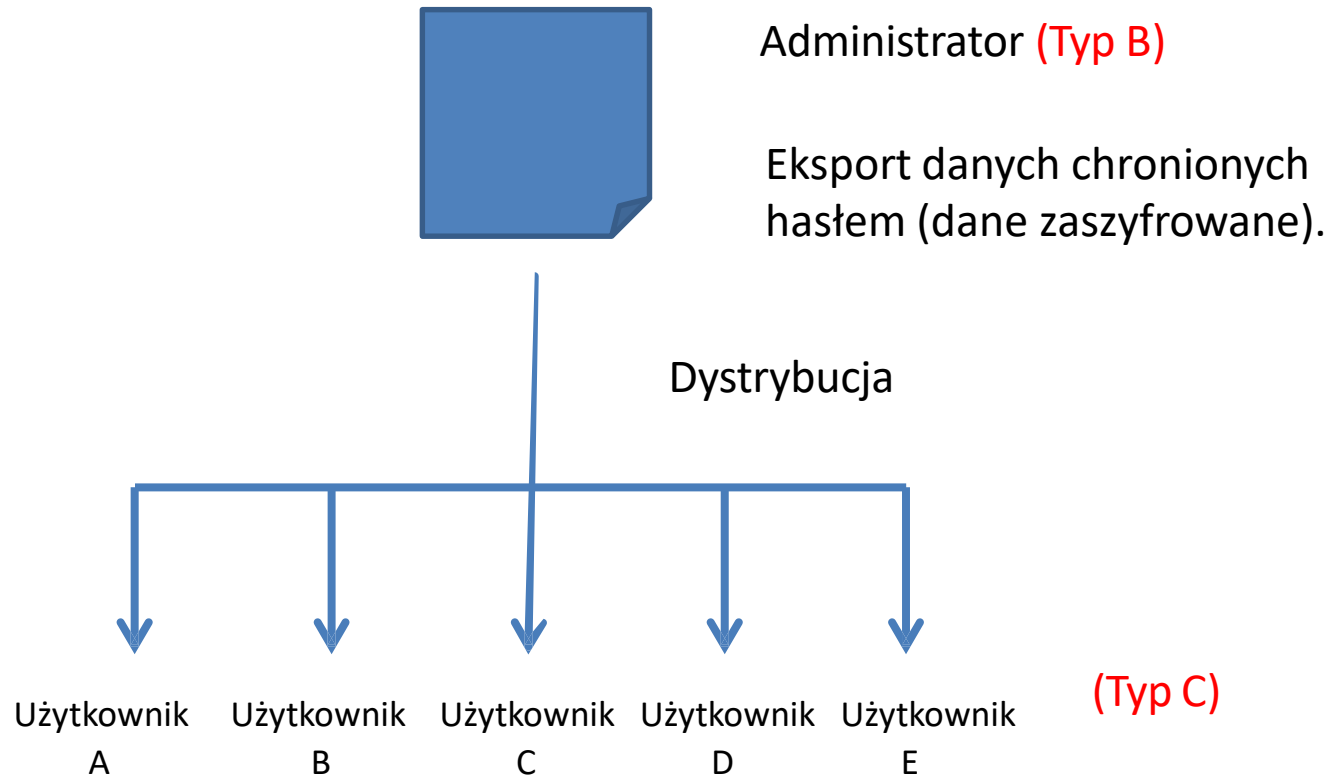 Administrator (Typ B)
Eksport danych chronionych
hasłem (dane zaszyfrowane).
Dystrybucja
(Typ C)
Użytkownik
A
Użytkownik
B
Użytkownik
C
Użytkownik
D
Użytkownik
E